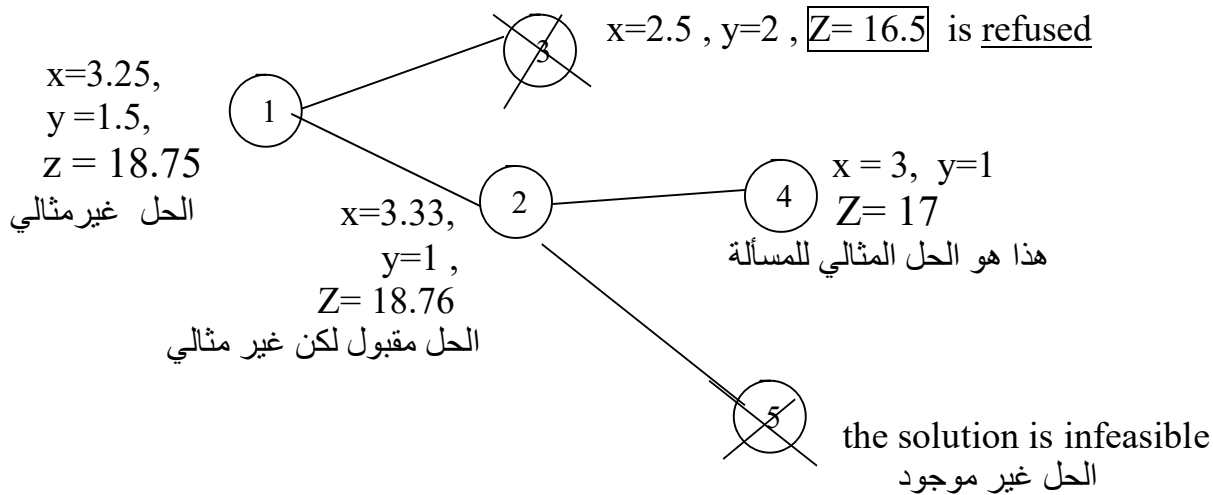 3
x=2.5 , y=2 , Z= 16.5 is refused
x=3.25,
y =1.5,
z = 18.75
الحل غيرمثالي
1
2
x=3.33,
y=1 ,
Z= 18.76
الحل مقبول لكن غير مثالي
4
x = 3, y=1
Z= 17
هذا هو الحل المثالي للمسألة
5
the solution is infeasible
الحل غير موجود